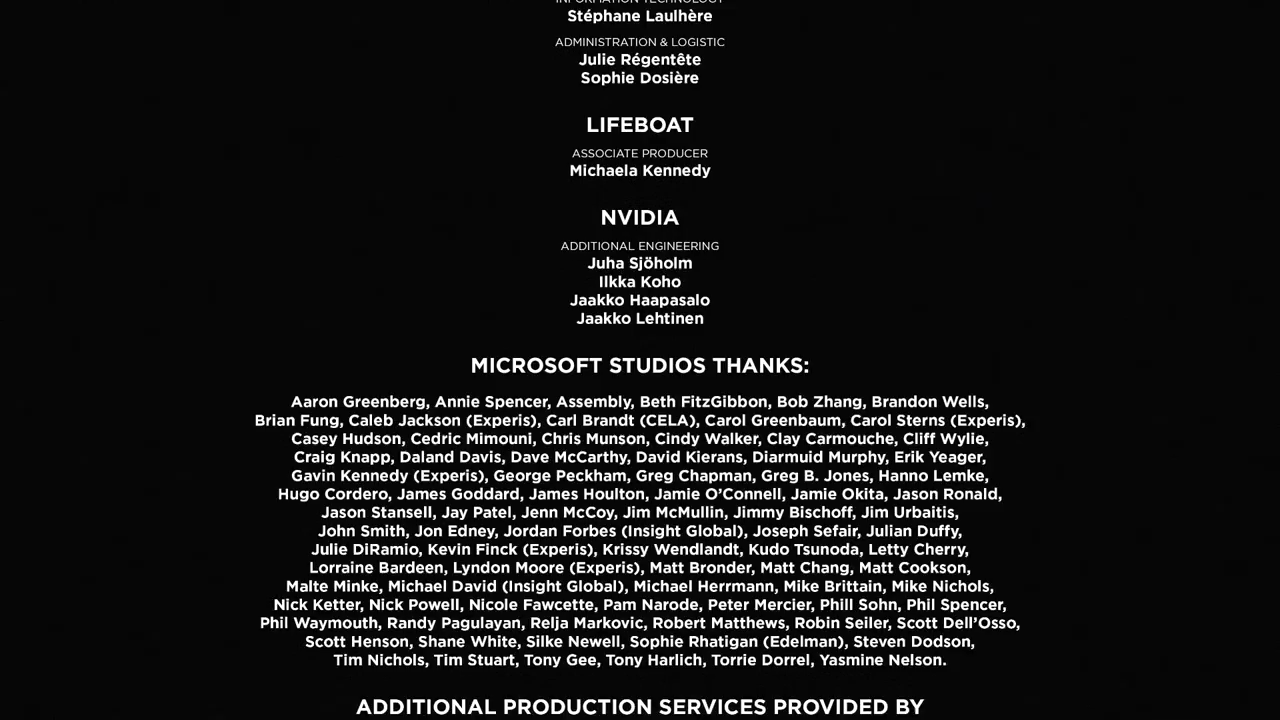 INFORMATION TECHNOLOGY
Stéphane Laulhère
ADMINISTRATION & LOGISTIC
Julie Régentête
Sophie Dosière
LIFEBOAT
ASSOCIATE PRODUCER
Michaela Kennedy
NVIDIA
ADDITIONAL ENGINEERING
Juha Sjöholm
Ilkka Koho
Jaakko Haapasalo
Jaakko Lehtinen
MICROSOFT STUDIOS THANKS:
Aaron Greenberg, Annie Spencer, Assembly, Beth FitzGibbon, Bob Zhang, Brandon Wells,
Brian Fung, Caleb Jackson (Experis), Carl Brandt (CELA), Carol Greenbaum, Carol Sterns (Experis),
Casey Hudson, Cedric Mimouni, Chris Munson, Cindy Walker, Clay Carmouche, Cliff Wylie,
Craig Knapp, Daland Davis, Dave McCarthy, David Kierans, Diarmuid Murphy, Erik Yeager,
Gavin Kennedy (Experis), George Peckham, Greg Chapman, Greg B. Jones, Hanno Lemke,
Hugo Cordero, James Goddard, James Houlton, Jamie O’Connell, Jamie Okita, Jason Ronald,
Jason Stansell, Jay Patel, Jenn McCoy, Jim McMullin, Jimmy Bischoff, Jim Urbaitis,
John Smith, Jon Edney, Jordan Forbes (Insight Global), Joseph Sefair, Julian Duffy,
Julie DiRamio, Kevin Finck (Experis), Krissy Wendlandt, Kudo Tsunoda, Letty Cherry,
Lorraine Bardeen, Lyndon Moore (Experis), Matt Bronder, Matt Chang, Matt Cookson,
Malte Minke, Michael David (Insight Global), Michael Herrmann, Mike Brittain, Mike Nichols,
Nick Ketter, Nick Powell, Nicole Fawcette, Pam Narode, Peter Mercier, Phill Sohn, Phil Spencer,
Phil Waymouth, Randy Pagulayan, Relja Markovic, Robert Matthews, Robin Seiler, Scott Dell’Osso,
Scott Henson, Shane White, Silke Newell, Sophie Rhatigan (Edelman), Steven Dodson,
Tim Nichols, Tim Stuart, Tony Gee, Tony Harlich, Torrie Dorrel, Yasmine Nelson.
ADDITIONAL PRODUCTION SERVICES PROVIDED BY